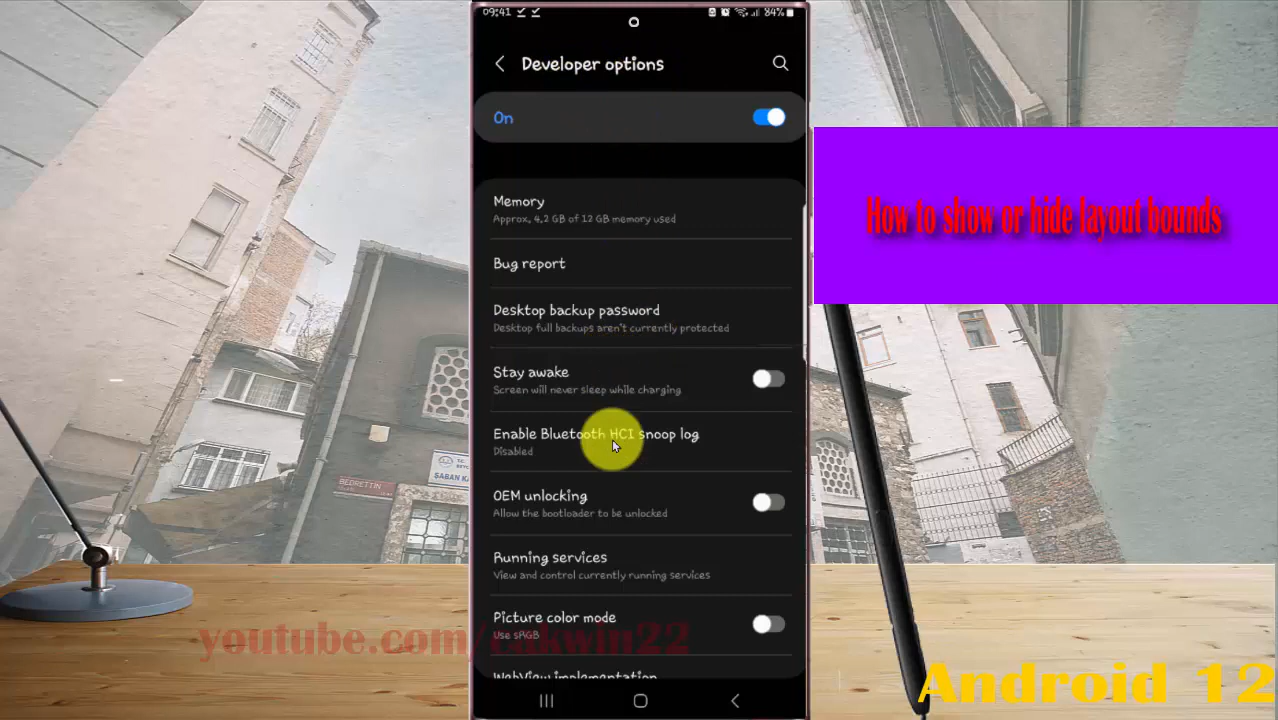 09:41
84%
Developer options
On
Memory
Approx. 4.2 GB of 12 GB memory used
Bug report
Desktop backup password
Desktop full backups aren't currently protected
Stay awake
Screen will never sleep while charging
Enable Bluetooth HCI snoop log
Disabled
OEM unlocking
Allow the bootloader to be unlocked
Running services
View and control currently running services
Picture color mode
Use sRGB
WebView implementation
How to show or hide layout bounds
BEDRETTIN
SABAN KA
Android 12